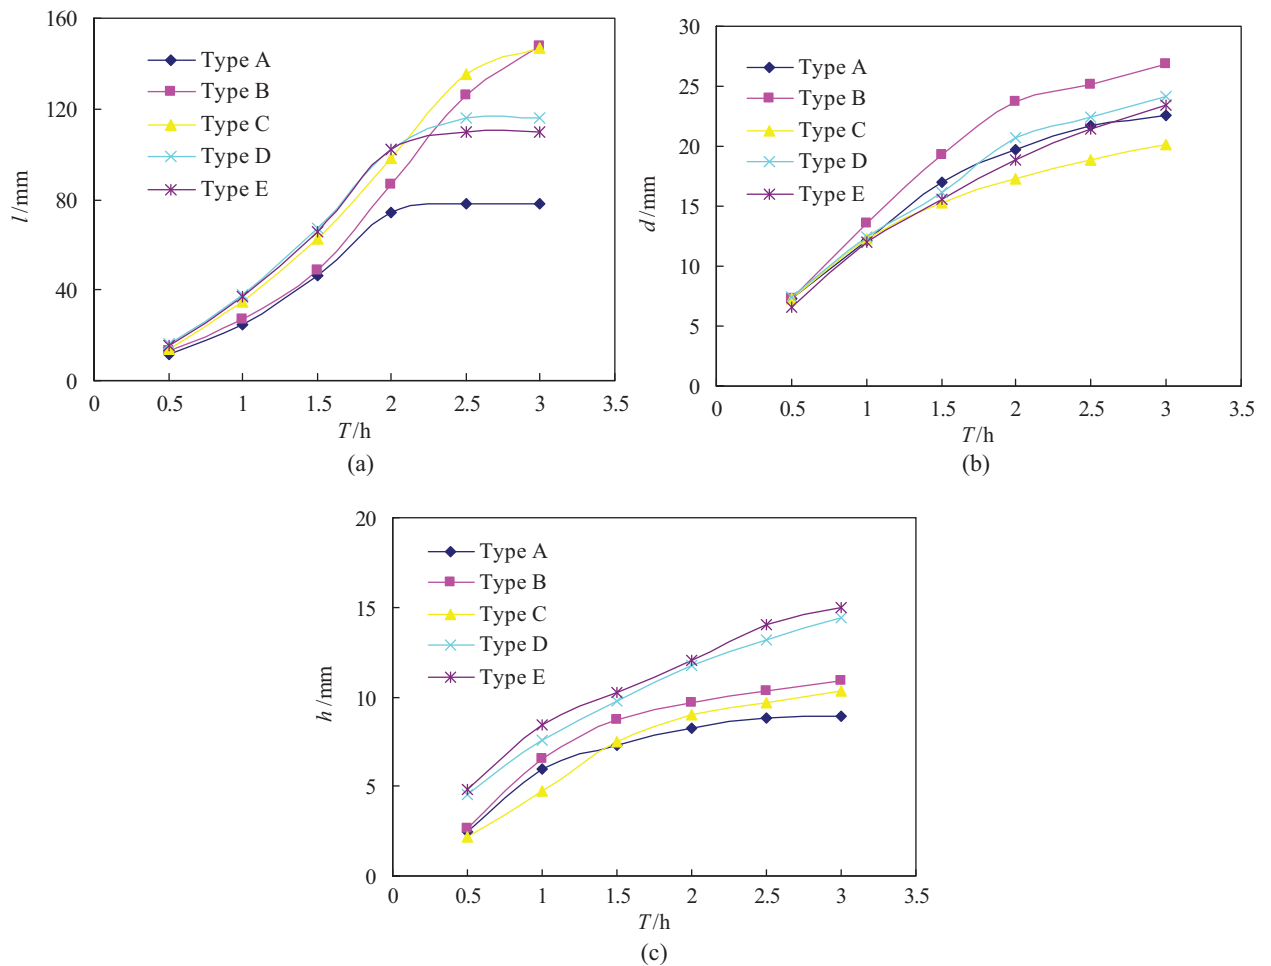 160
120
80
40
0
l/mm
Type A
Type B
Type C
Type D
Type E
0 0.5 1 1.5 2 2.5 3 3.5
T/h
(a)
30
25
20
15
10
5
0
d/mm
Type A
Type B
Type C
Type D
Type E
0 0.5 1 1.5 2 2.5 3 3.5
T/h
(b)
20
15
10
5
0
h/mm
Type A
Type B
Type C
Type D
Type E
0 0.5 1 1.5 2 2.5 3 3.5
T/h
(c)